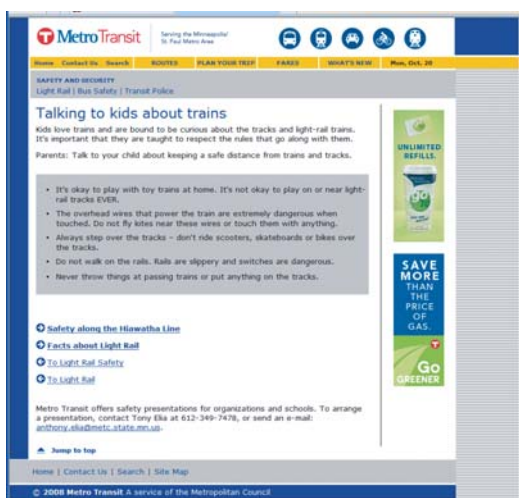 MetroTransit
Serving the Minneapolis/
St. Paul Metro Area
Home Contact Us Search ROUTES PLAN YOUR TRIP FARES WHAT'S NEW Mon, Oct. 20
SAFETY AND SECURITY
Light Rail | Bus Safety | Transit Police
Talking to kids about trains
Kids love trains and are bound to be curious about the tracks and light-rail trains.
It's important that they are taught to respect the rules that go along with them.
Parents: Talk to your child about keeping a safe distance from trains and tracks.
• It's okay to play with toy trains at home. It's not okay to play on or near light-
rail tracks EVER.
• The overhead wires that power the train are extremely dangerous when
touched. Do not fly kites near these wires or touch them with anything.
• Always step over the tracks – don't ride scooters, skateboards or bikes over
the tracks.
• Do not walk on the rails. Rails are slippery and switches are dangerous.
• Never throw things at passing trains or put anything on the tracks.
Safety along the Hiawatha Line
Facts about Light Rail
To Light Rail Safety
To Light Rail
Metro Transit offers safety presentations for organizations and schools. To arrange
a presentation, contact Tony Elia at 612-349-7478, or send an e-mail:
anthony.elia@metc.state.mn.us.
Jump to top
Home | Contact Us | Search | Site Map
© 2008 Metro Transit A service of the Metropolitan Council
UNLIMITED
REFILLS.
go
SAVE
MORE
THAN
THE
PRICE
OF
GAS.
T
Go
GREENER